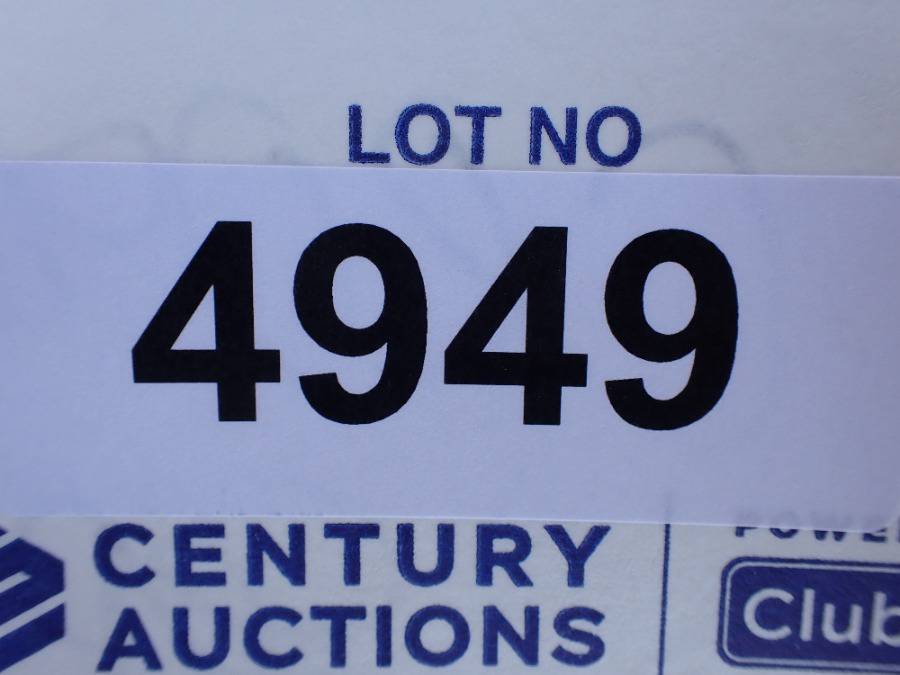 LOT NO
4949
CENTURY
AUCTIONS
Club